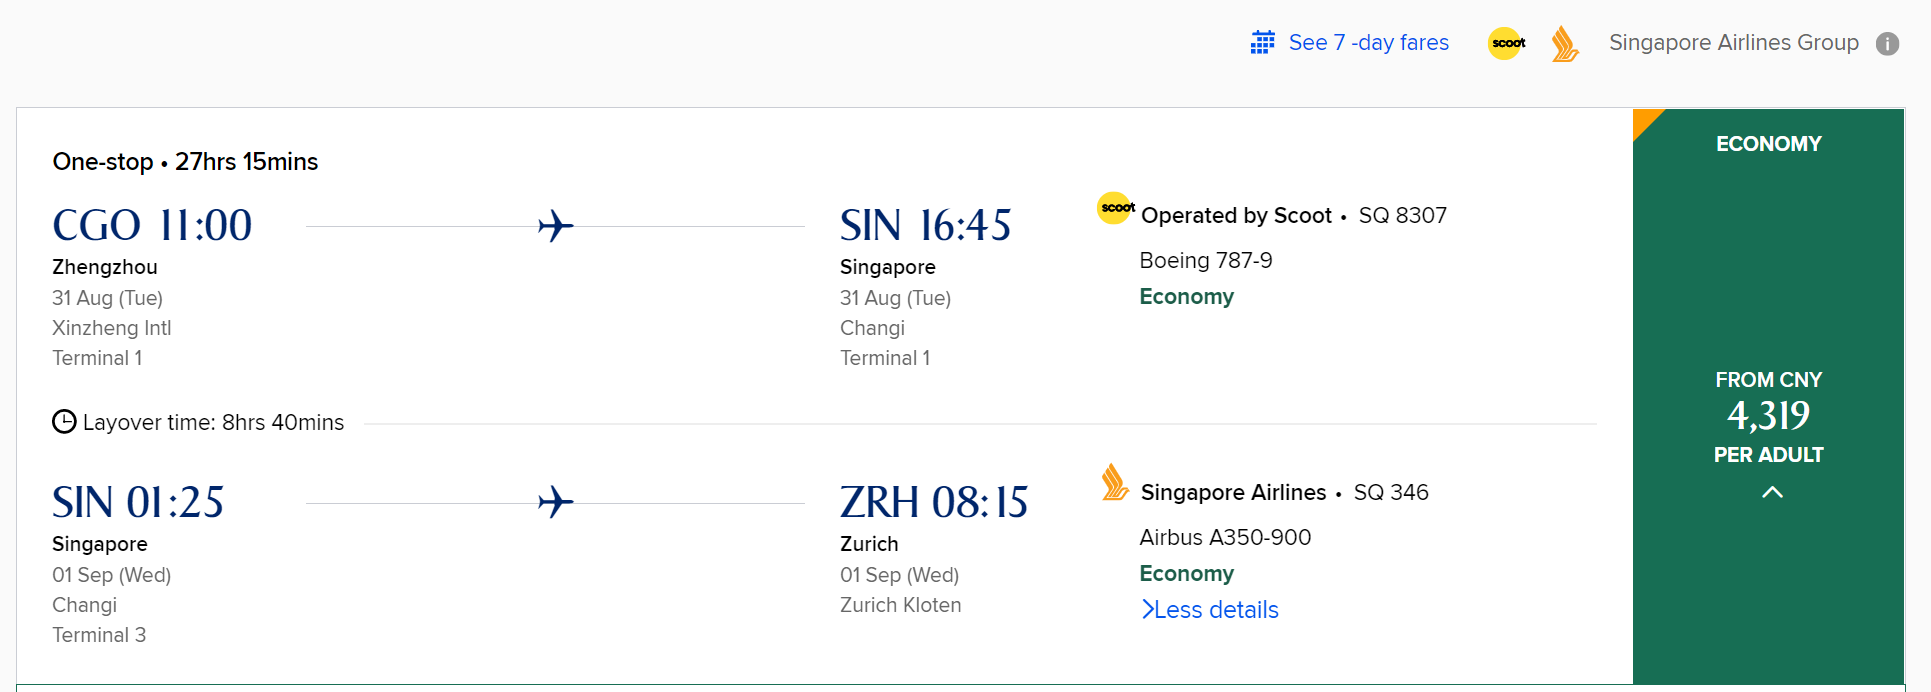 See 7 -day fares scoot Singapore Airlines Group i
One-stop • 27hrs 15mins
CGO 11:00
Zhengzhou
31 Aug (Tue)
Xinzheng Intl
Terminal 1
SIN 16:45
Singapore
31 Aug (Tue)
Changi
Terminal 1
scoot Operated by Scoot • SQ 8307
Boeing 787-9
Economy
Layover time: 8hrs 40mins
SIN 01:25
Singapore
01 Sep (Wed)
Changi
Terminal 3
ZRH 08:15
Zurich
01 Sep (Wed)
Zurich Kloten
Singapore Airlines • SQ 346
Airbus A350-900
Economy
Less details
ECONOMY
FROM CNY
4,319
PER ADULT